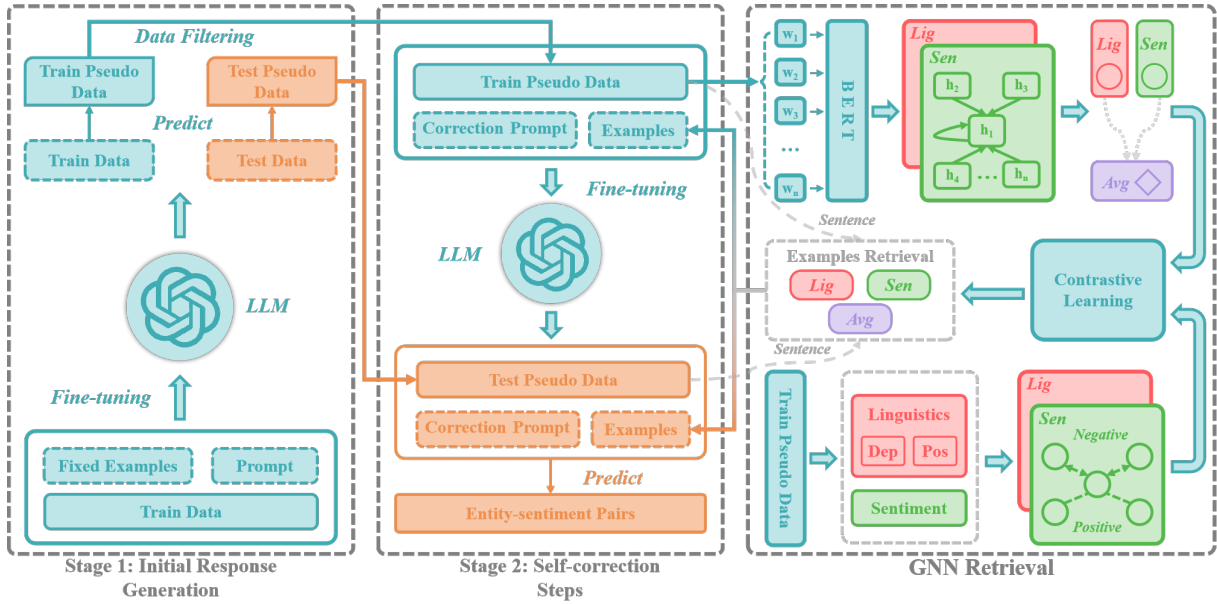 Data Filtering
Train Pseudo
Data
Test Pseudo
Data
Predict
Train Data
Test Data
LLM
Fine-tuning
Fixed Examples
Prompt
Train Data
Stage 1: Initial Response
Generation
Train Pseudo Data
Correction Prompt
Examples
Fine-tuning
LLM
Test Pseudo Data
Correction Prompt
Examples
Predict
Entity-sentiment Pairs
Stage 2: Self-correction
Steps
w1
w2
w3
...
wn
BERT
Lig
Sen
h2
h3
h1
h4
...
hn
Lig
Sen
Avg
Sentence
Examples Retrieval
Lig
Sen
Avg
Sentence
Contrastive
Learning
Train Pseudo Data
Linguistics
Dep
Pos
Sentiment
Lig
Sen
Negative
Positive
GNN Retrieval